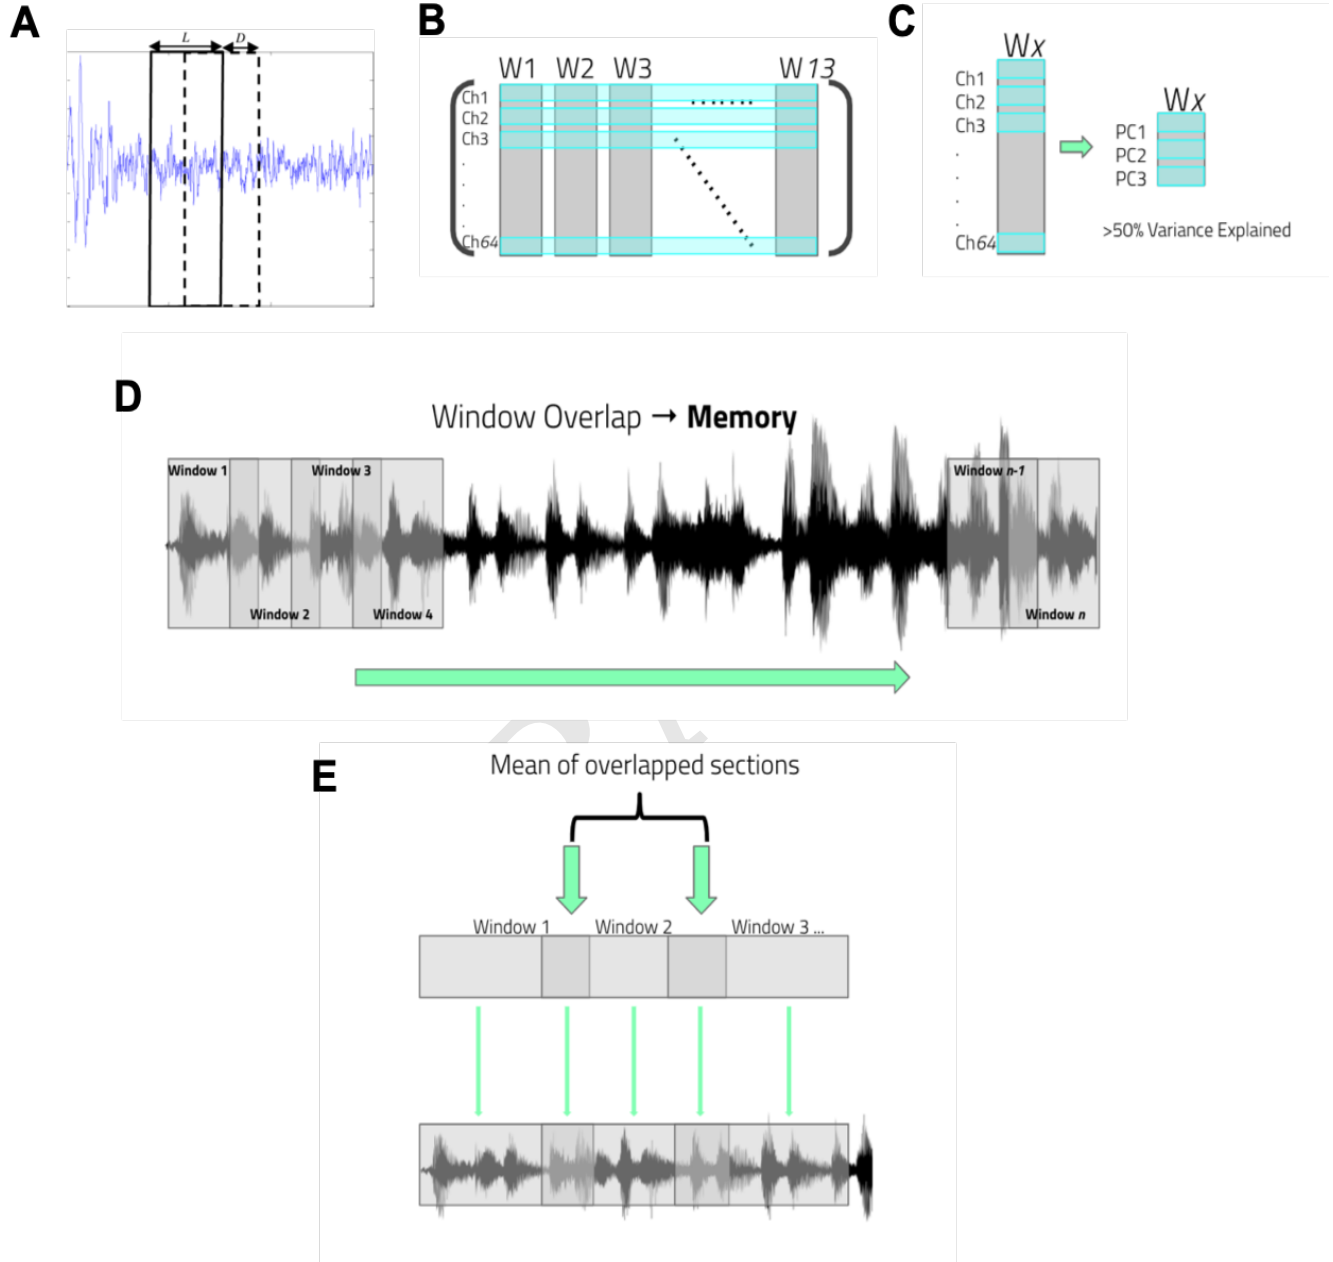 A
L
D
B
W1 W2 W3 W13
Ch1
Ch2
Ch3
.
.
.
Ch64
C
Wx
Ch1
Ch2
Ch3
.
.
.
.
Ch64
Wx
PC1
PC2
PC3
>50% Variance Explained
D
Window Overlap → Memory
Window 1
Window 3
Window n-1
Window 2
Window 4
Window n
E
Mean of overlapped sections
Window 1
Window 2
Window 3 ...